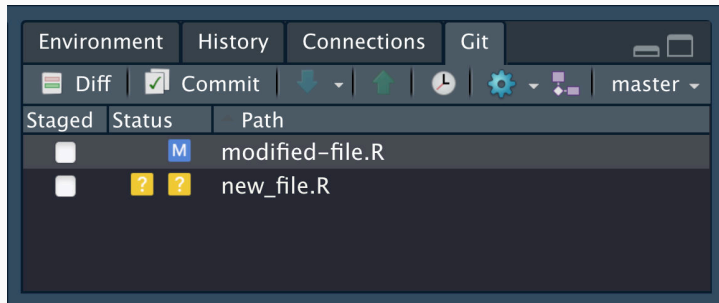 Environment History Connections Git
Diff Commit master
Staged Status Path
M modified-file.R
? ? new_file.R